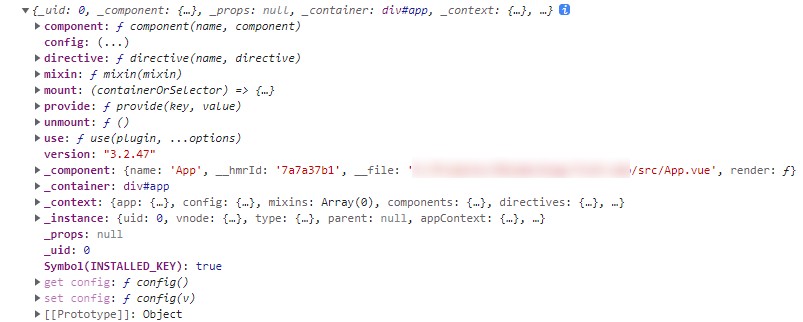 {_uid: 0, _component: {…}, _props: null, _container: div#app, _context: {…}, …} i
component: ƒ component(name, component)
config: (...)
directive: ƒ directive(name, directive)
mixin: ƒ mixin(mixin)
mount: (containerOrSelector) => {…}
provide: ƒ provide(key, value)
unmount: ƒ ()
use: ƒ use(plugin, ...options)
version: "3.2.47"
_component: {name: 'App', __hmrId: '7a7a37b1', __file: '/src/App.vue', render: ƒ}
_container: div#app
_context: {app: {…}, config: {…}, mixins: Array(0), components: {…}, directives: {…}, …}
_instance: {uid: 0, vnode: {…}, type: {…}, parent: null, appContext: {…}, …}
_props: null
_uid: 0
Symbol(INSTALLED_KEY): true
get config: ƒ config()
set config: ƒ config(v)
[[Prototype]]: Object